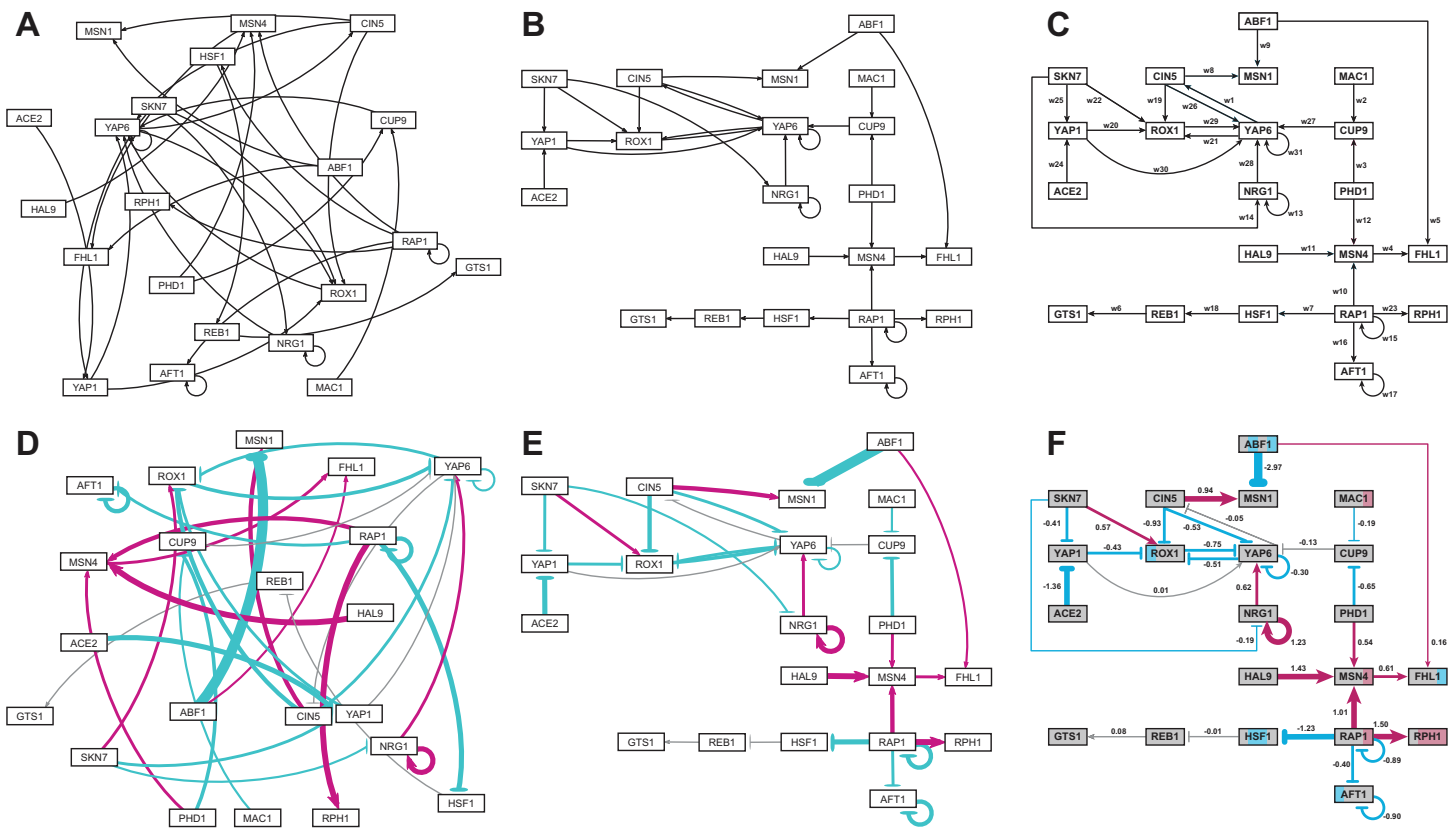 A
MSN1
MSN4
CIN5
HSF1
SKN7
ACE2
YAP6
CUP9
ABF1
HAL9
RPH1
RAP1
FHL1
GTS1
PHD1
ROX1
REB1
NRG1
AFT1
YAP1
MAC1
B
ABF1
SKN7
CIN5
MSN1
MAC1
YAP6
CUP9
YAP1
ROX1
ACE2
NRG1
PHD1
HAL9
MSN4
FHL1
GTS1
REB1
HSF1
RAP1
RPH1
AFT1
C
ABF1
w9
SKN7
CIN5
w8
MSN1
MAC1
w25
w22
w19
w26
w1
w2
YAP1
w20
ROX1
w29
w21
YAP6
w27
CUP9
w31
w24
w30
w28
w3
ACE2
NRG1
PHD1
w14
w13
w12
w5
HAL9
w11
MSN4
w4
FHL1
w10
GTS1
w6
REB1
w18
HSF1
w7
RAP1
w23
RPH1
w15
w16
AFT1
w17
D
MSN1
ROX1
FHL1
YAP6
AFT1
CUP9
RAP1
MSN4
REB1
HAL9
ACE2
GTS1
ABF1
CIN5
YAP1
SKN7
NRG1
PHD1
MAC1
RPH1
HSF1
E
ABF1
SKN7
CIN5
MSN1
MAC1
YAP6
CUP9
YAP1
ROX1
ACE2
NRG1
PHD1
HAL9
MSN4
FHL1
GTS1
REB1
HSF1
RAP1
RPH1
AFT1
F
ABF1
-2.97
SKN7
CIN5
0.94
MSN1
MAC1
-0.41
0.57
-0.93
-0.53
-0.05
-0.19
YAP1
-0.43
ROX1
-0.75
-0.51
YAP6
-0.13
CUP9
-0.30
-1.36
0.01
0.62
-0.65
ACE2
NRG1
PHD1
-0.19
1.23
0.54
0.16
HAL9
1.43
MSN4
0.61
FHL1
1.01
GTS1
0.08
REB1
-0.01
HSF1
-1.23
RAP1
1.50
RPH1
-0.89
-0.40
AFT1
-0.90